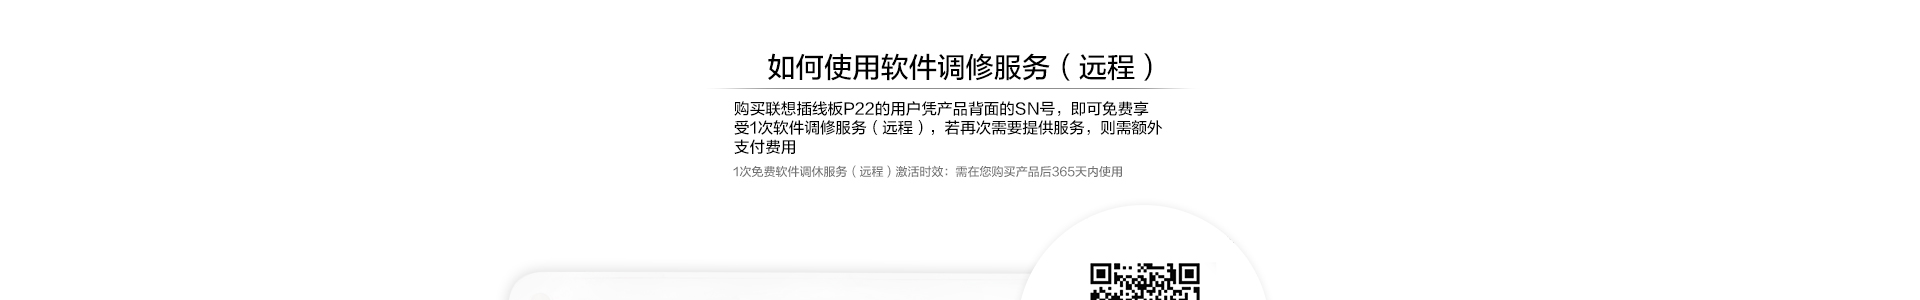 如何使用软件调修服务（远程）
购买联想插线板P22的用户凭产品背面的SN号，即可免费享
受1次软件调修服务（远程），若再次需要提供服务，则需额外
支付费用
1次免费软件调休服务（远程）激活时效：需在您购买产品后365天内使用